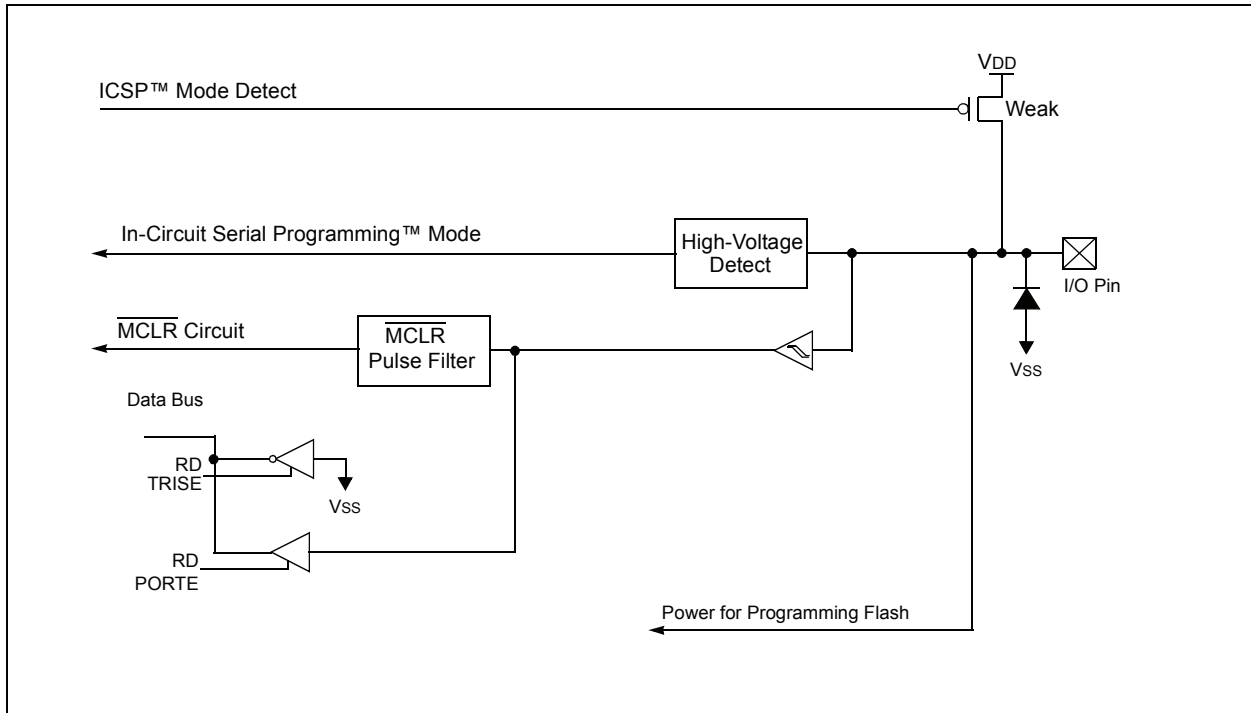 VDD
ICSP™ Mode Detect
Weak
In-Circuit Serial Programming™ Mode
High-Voltage
Detect
I/O Pin
MCLR Circuit
MCLR
Pulse Filter
VSS
Data Bus
RD
TRISE
VSS
RD
PORTE
Power for Programming Flash